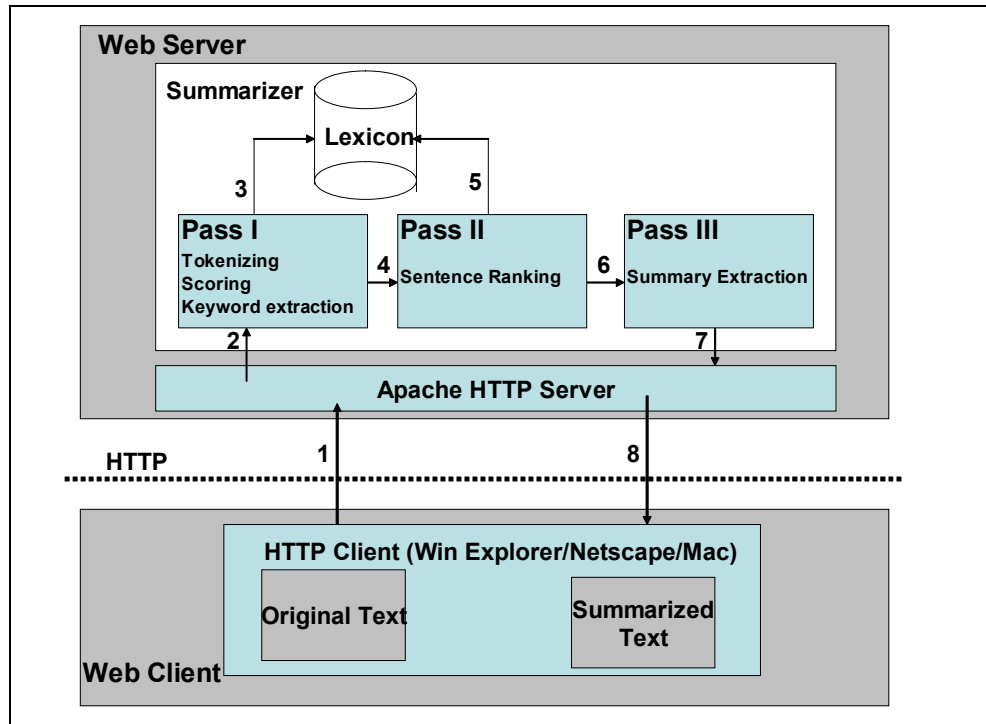 Web Server
Summarizer
Lexicon
3
5
Pass I
Tokenizing
Scoring
Keyword extraction
4
Pass II
Sentence Ranking
6
Pass III
Summary Extraction
2
7
Apache HTTP Server
1
8
HTTP
HTTP Client (Win Explorer/Netscape/Mac)
Original Text
Summarized
Text
Web Client